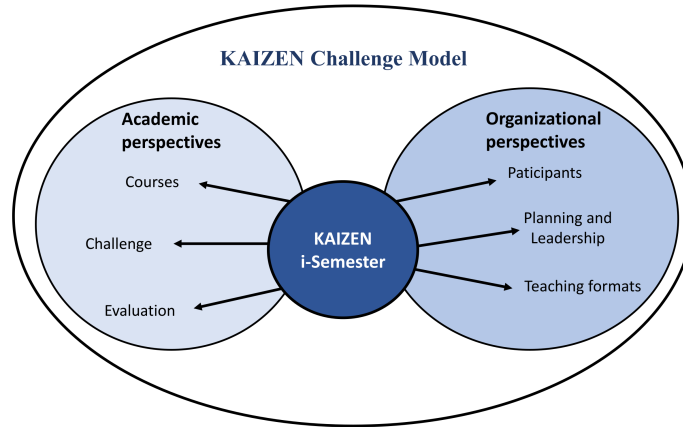 KAIZEN Challenge Model
Academic
perspectives
Courses
Challenge
Evaluation
KAIZEN
i-Semester
Organizational
perspectives
Paticipants
Planning and
Leadership
Teaching formats